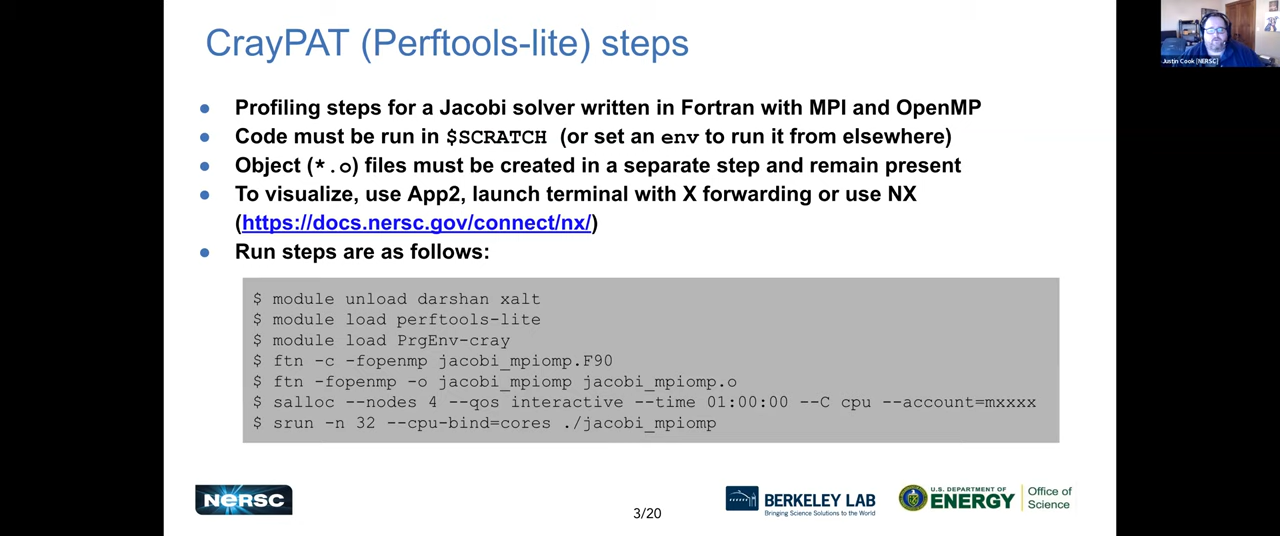 CrayPAT (Perftools-lite) steps
Justin Cook [NERSC]
● Profiling steps for a Jacobi solver written in Fortran with MPI and OpenMP
● Code must be run in $SCRATCH (or set an env to run it from elsewhere)
● Object (*.o) files must be created in a separate step and remain present
● To visualize, use App2, launch terminal with X forwarding or use NX
(https://docs.nersc.gov/connect/nx/)
● Run steps are as follows:
$ module unload darshan xalt
$ module load perftools-lite
$ module load PrgEnv-cray
$ ftn -c -fopenmp jacobi_mpiomp.F90
$ ftn -fopenmp -o jacobi_mpiomp jacobi_mpiomp.o
$ salloc --nodes 4 --qos interactive --time 01:00:00 --C cpu --account=mxxxx
$ srun -n 32 --cpu-bind=cores ./jacobi_mpiomp
NERSC
3/20
BERKELEY LAB
Bringing Science Solutions to the World
U.S. DEPARTMENT OF
ENERGY
Office of
Science